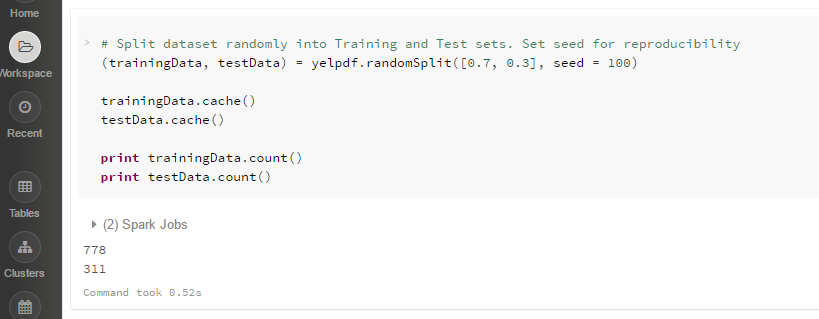 Home
Workspace
Recent
Tables
Clusters
> # Split dataset randomly into Training and Test sets. Set seed for reproducibility
(trainingData, testData) = yelpdf.randomSplit([0.7, 0.3], seed = 100)
trainingData.cache()
testData.cache()
print trainingData.count()
print testData.count()
(2) Spark Jobs
778
311
Command took 0.52s